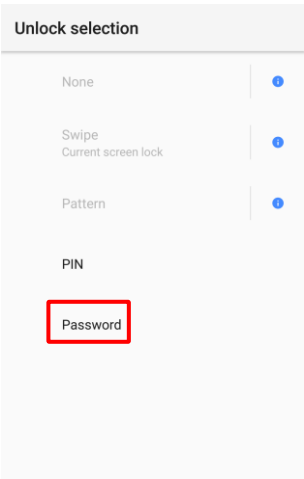 Unlock selection
None
Swipe
Current screen lock
Pattern
PIN
Password